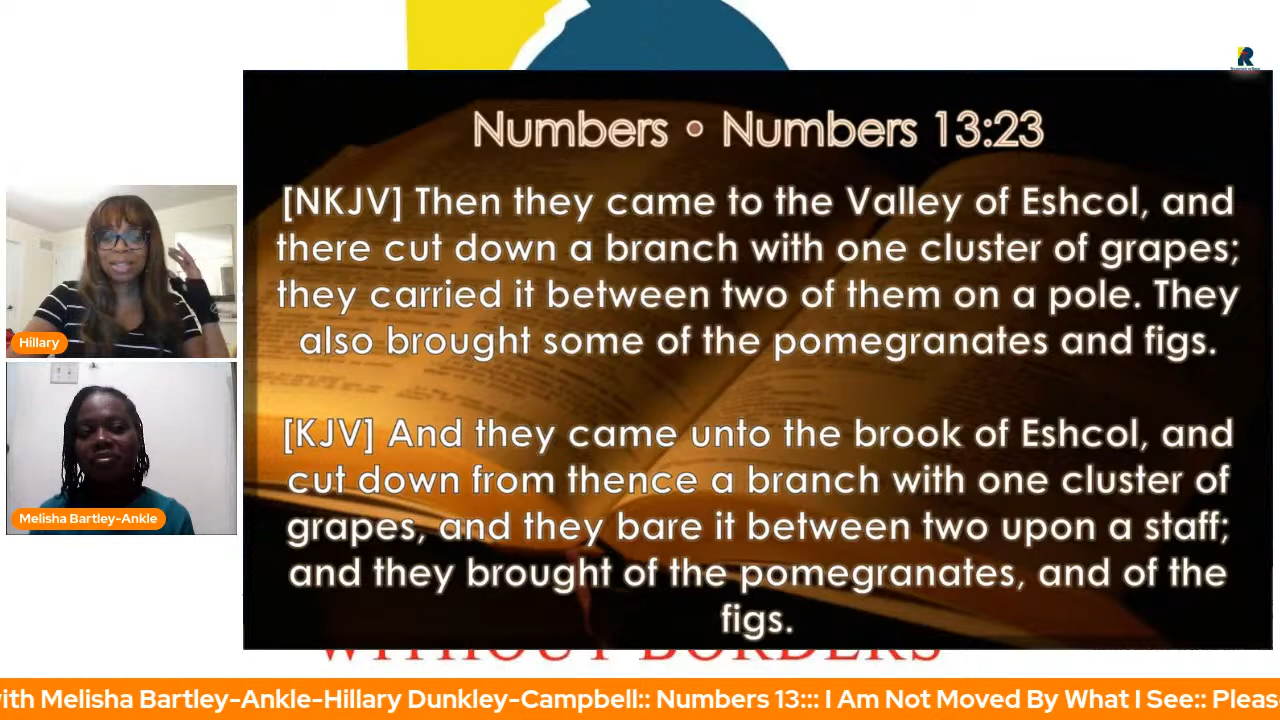 Numbers • Numbers 13:23
[NKJV] Then they came to the Valley of Eshcol, and
there cut down a branch with one cluster of grapes;
they carried it between two of them on a pole. They
also brought some of the pomegranates and figs.
[KJV] And they came unto the brook of Eshcol, and
cut down from thence a branch with one cluster of
grapes, and they bare it between two upon a staff;
and they brought of the pomegranates, and of the
figs.
Hillary
Melisha Bartley-Ankle
WITHOUT BORDERS
ith Melisha Bartley-Ankle-Hillary Dunkley-Campbell:: Numbers 13::: I Am Not Moved By What I See:: Pleas